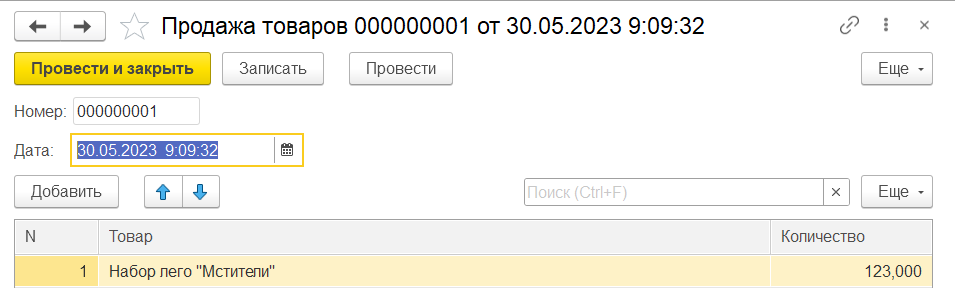 Продажа товаров 000000001 от 30.05.2023 9:09:32
Провести и закрыть Записать Провести Еще
Номер: 000000001
Дата: 30.05.2023 9:09:32
Добавить Поиск (Ctrl+F) × Еще
N Товар Количество
1 Набор лего "Мстители" 123,000